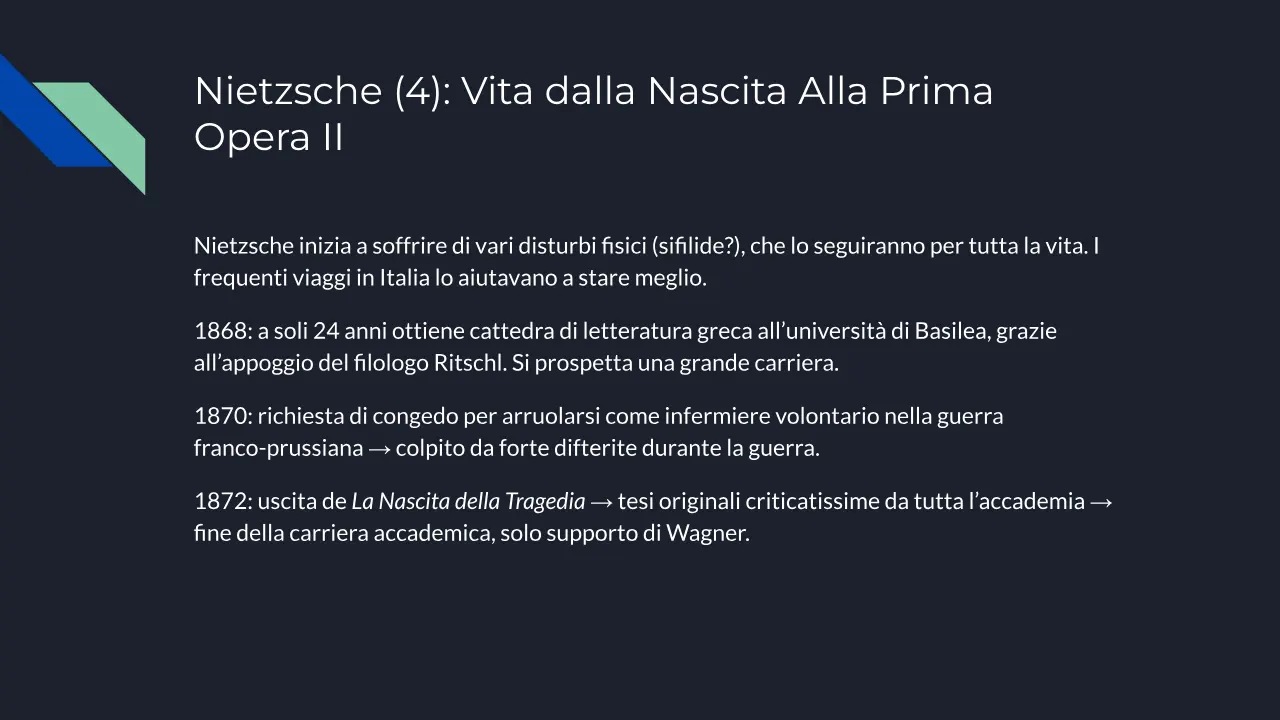 Nietzsche (4): Vita dalla Nascita Alla Prima
Opera II
Nietzsche inizia a soffrire di vari disturbi fisici (sifilide?), che lo seguiranno per tutta la vita. I
frequenti viaggi in Italia lo aiutavano a stare meglio.
1868: a soli 24 anni ottiene cattedra di letteratura greca all’università di Basilea, grazie
all’appoggio del filologo Ritschl. Si prospetta una grande carriera.
1870: richiesta di congedo per arruolarsi come infermiere volontario nella guerra
franco-prussiana → colpito da forte difterite durante la guerra.
1872: uscita de La Nascita della Tragedia → tesi originali criticatissime da tutta l’accademia →
fine della carriera accademica, solo supporto di Wagner.